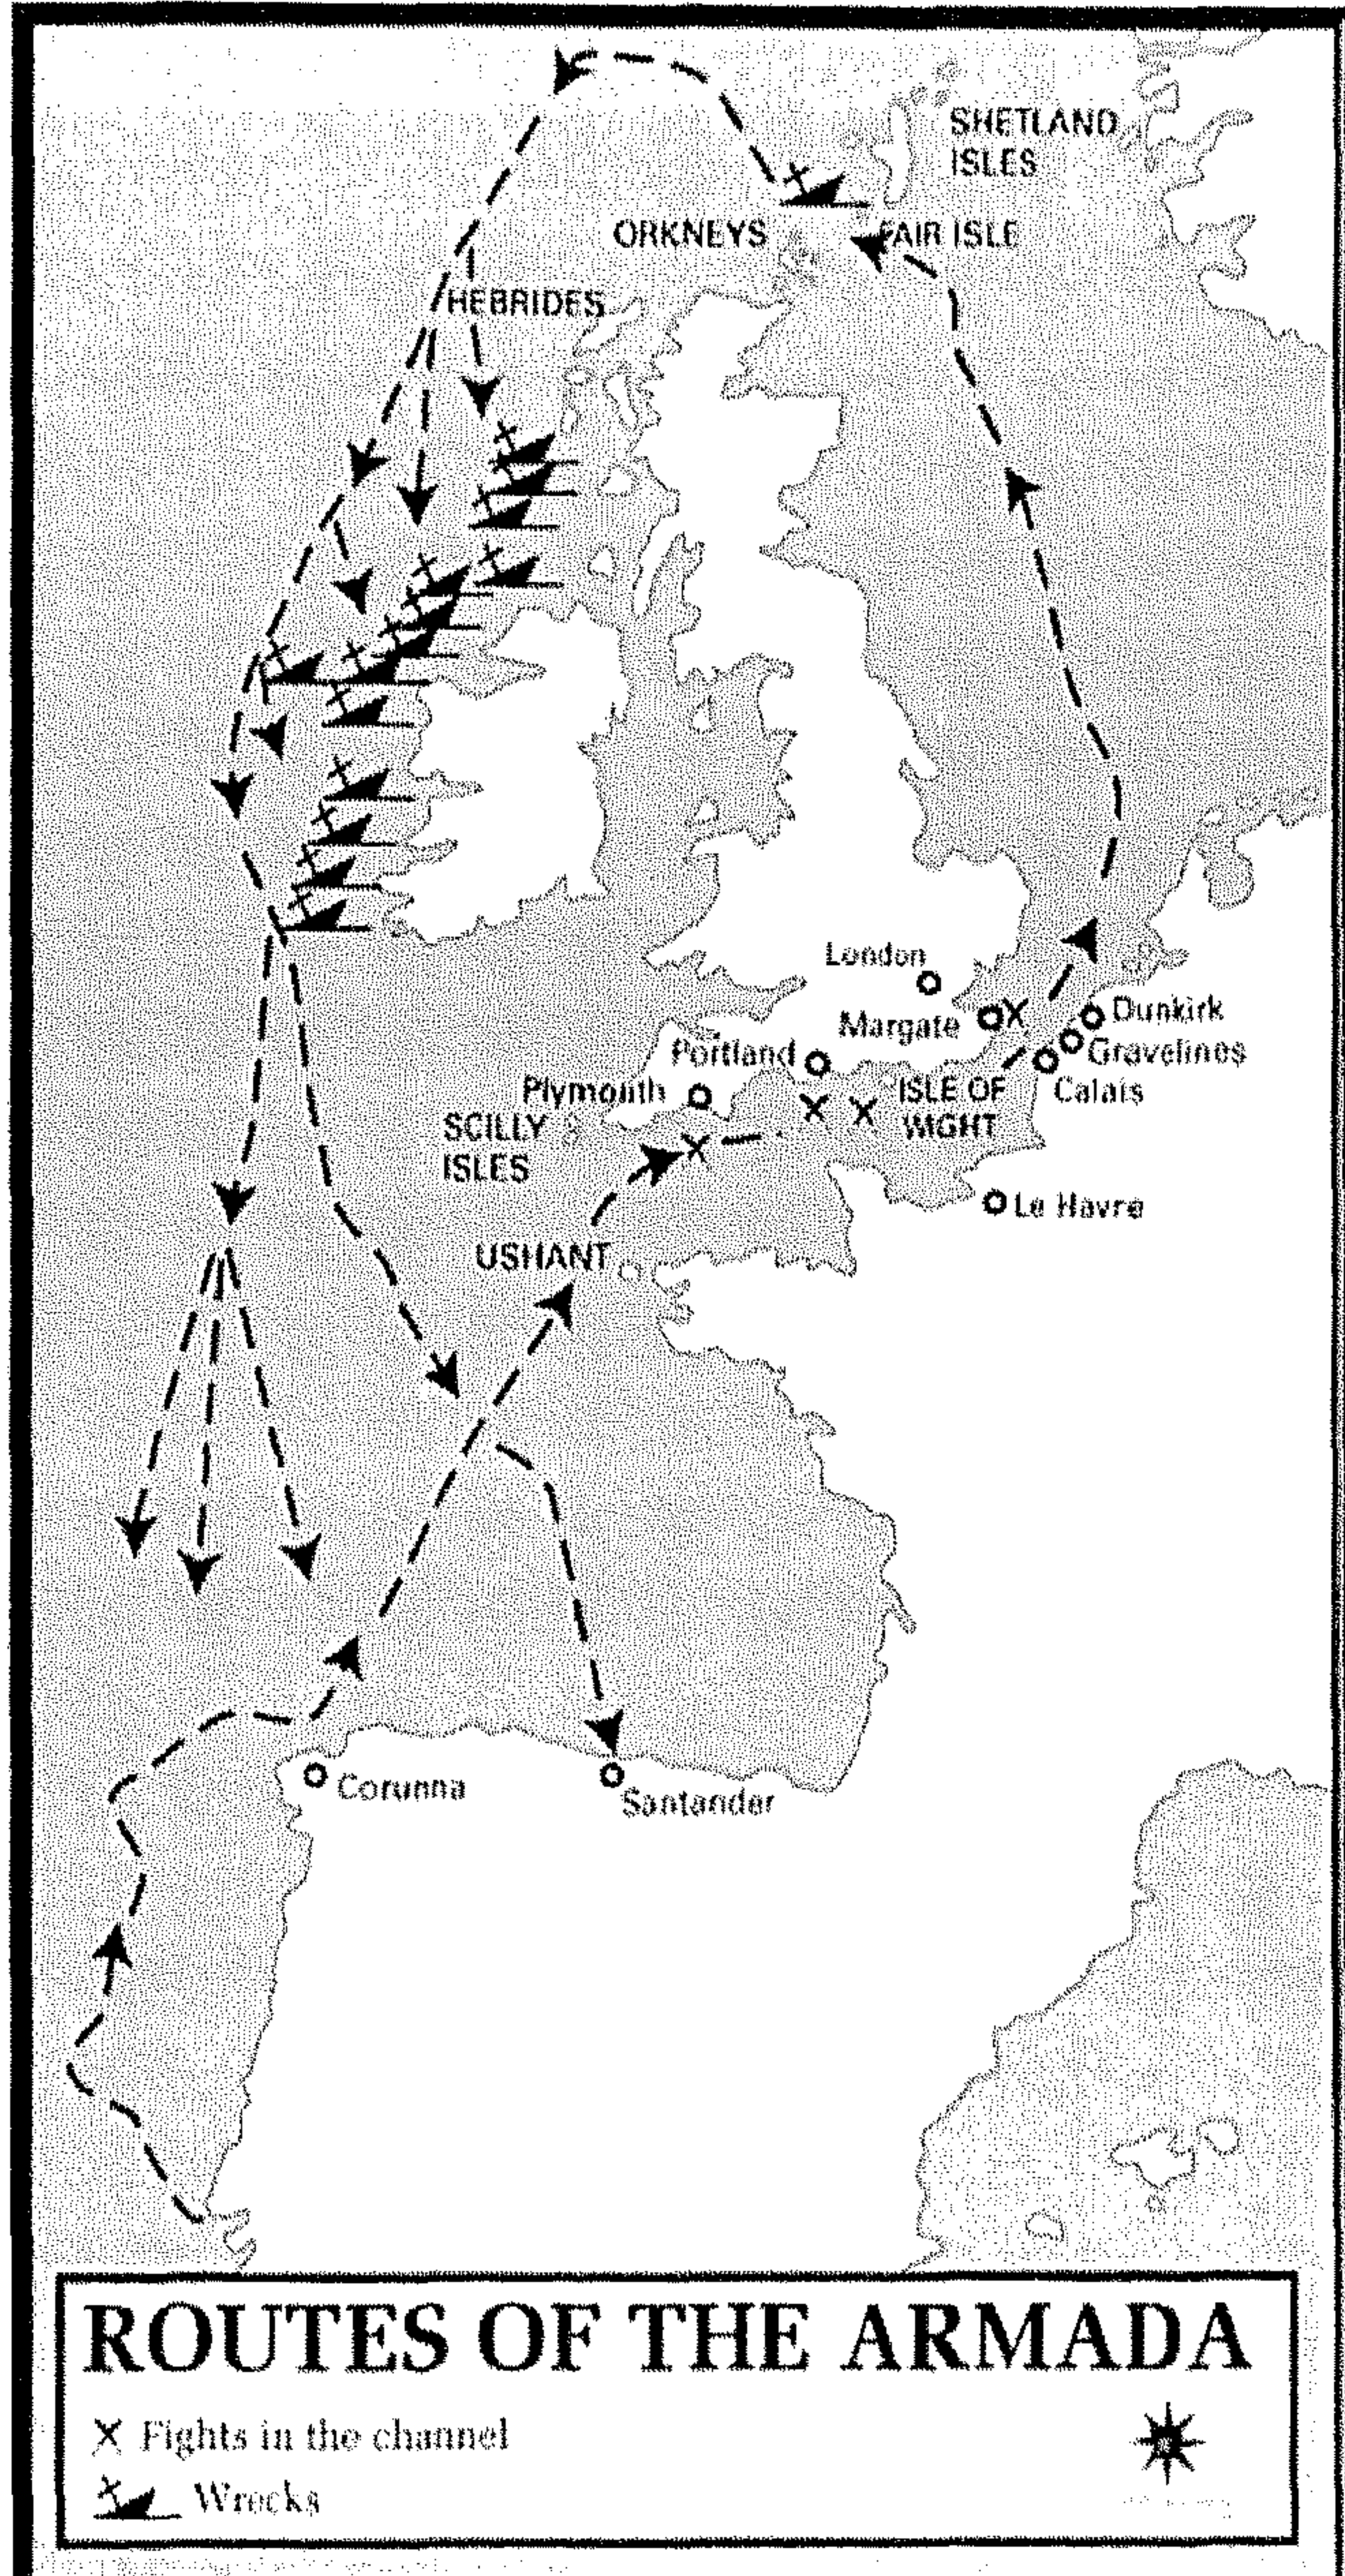 SHETLAND
ISLES
ORKNEYS
FAIR ISLE
HEBRIDES
London
Margate
Dunkirk
Gravelines
Portland
Calais
Plymouth
ISLE OF
WIGHT
SCILLY
ISLES
Le Havre
USHANT
Corunna
Santander
ROUTES OF THE ARMADA
X Fights in the channel
Wrecks